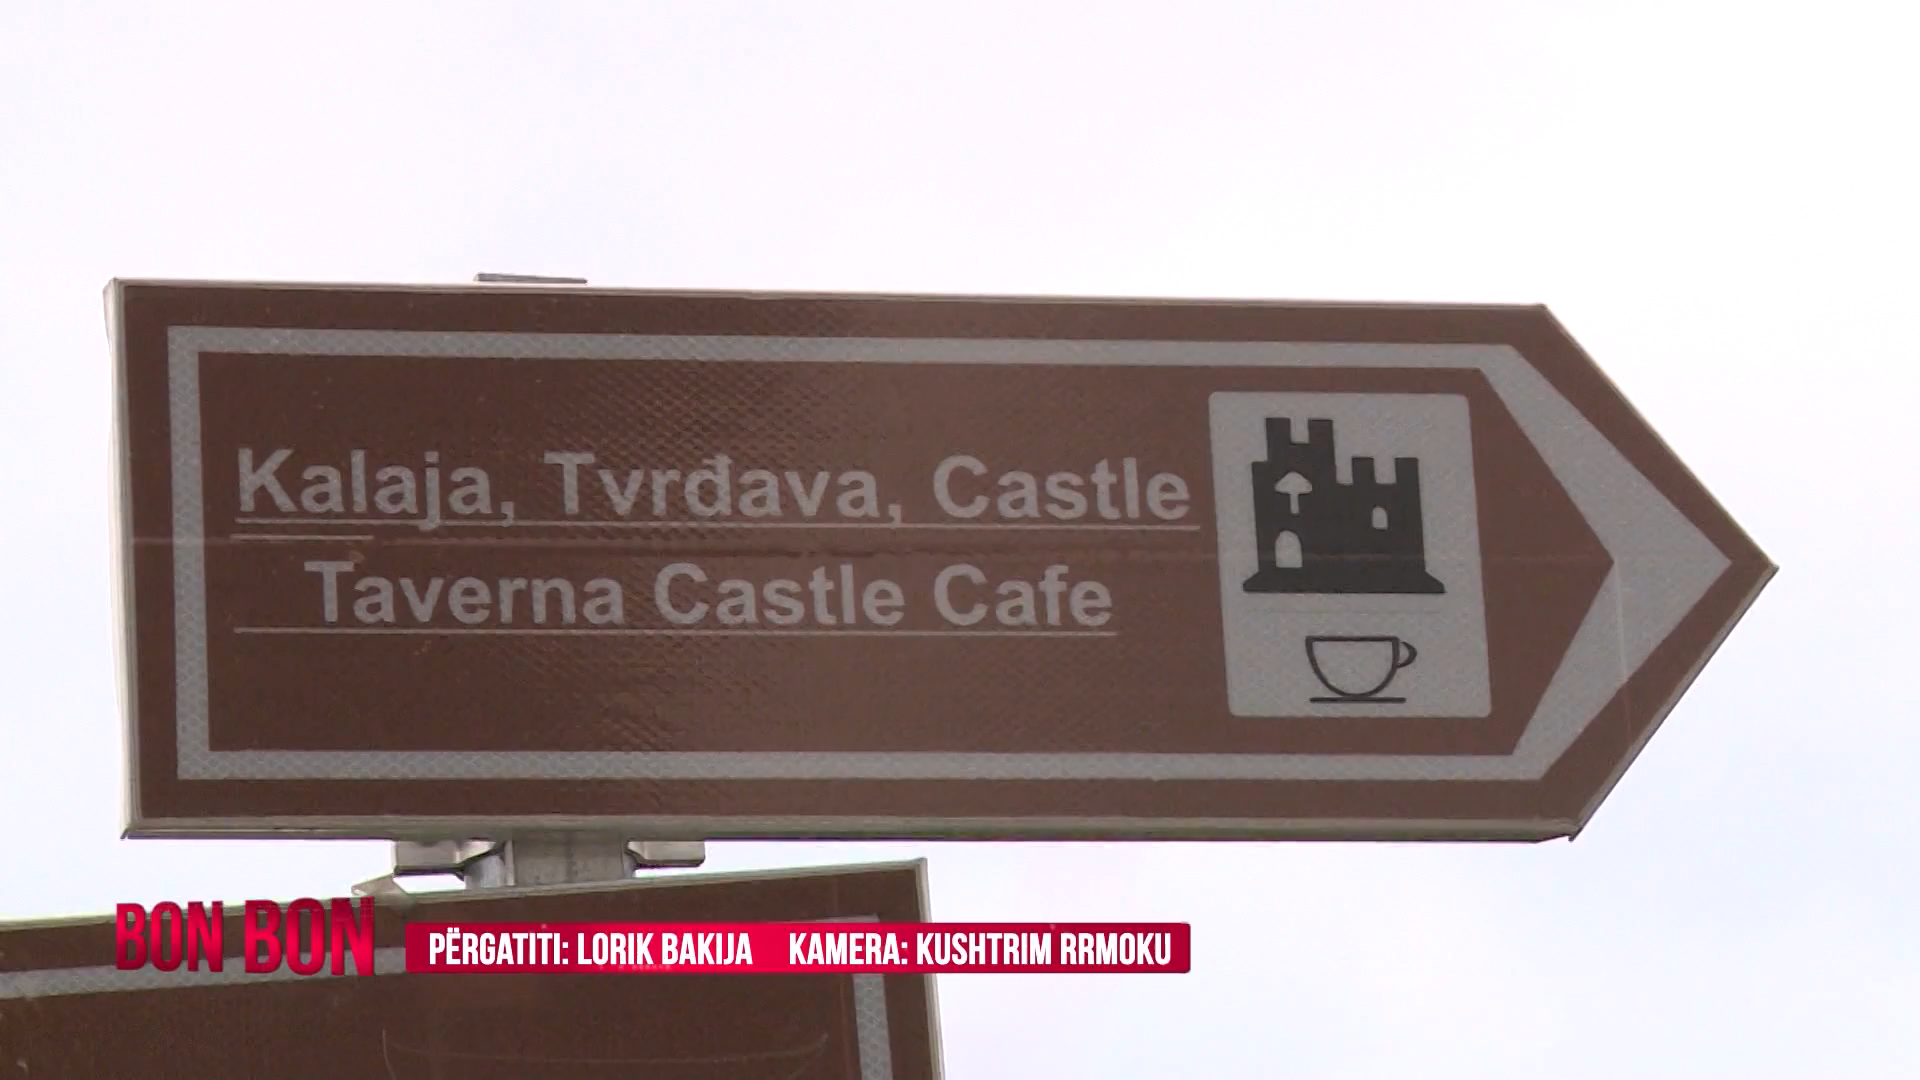 Kalaja, Tvrđava, Castle
Taverna Castle Cafe
BON BON
PËRGATITI: LORIK BAKIJA KAMERA: KUSHTRIM RRMOKU